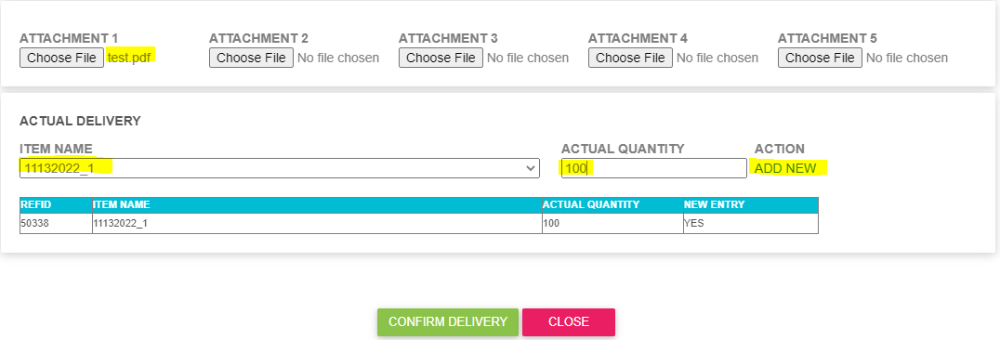 ATTACHMENT 1 ATTACHMENT 2 ATTACHMENT 3 ATTACHMENT 4 ATTACHMENT 5
Choose File test.pdf Choose File No file chosen Choose File No file chosen Choose File No file chosen Choose File No file chosen
ACTUAL DELIVERY
ITEM NAME ACTUAL QUANTITY ACTION
11132022_1 100 ADD NEW
REFID ITEM NAME ACTUAL QUANTITY NEW ENTRY
50338 11132022_1 100 YES
CONFIRM DELIVERY CLOSE